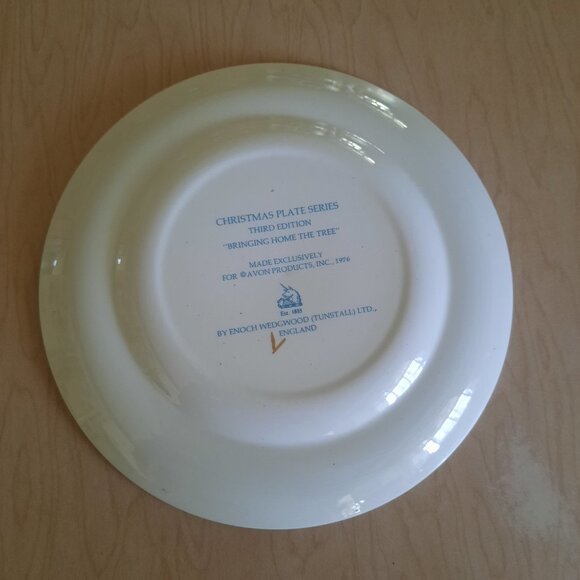 CHRISTMAS PLATE SERIES
THIRD EDITION
"BRINGING HOME THE TREE"
MADE EXCLUSIVELY
FOR ©AVON PRODUCTS, INC., 1976
Est. 1835
BY ENOCH WEDGWOOD (TUNSTALL) LTD.,
ENGLAND